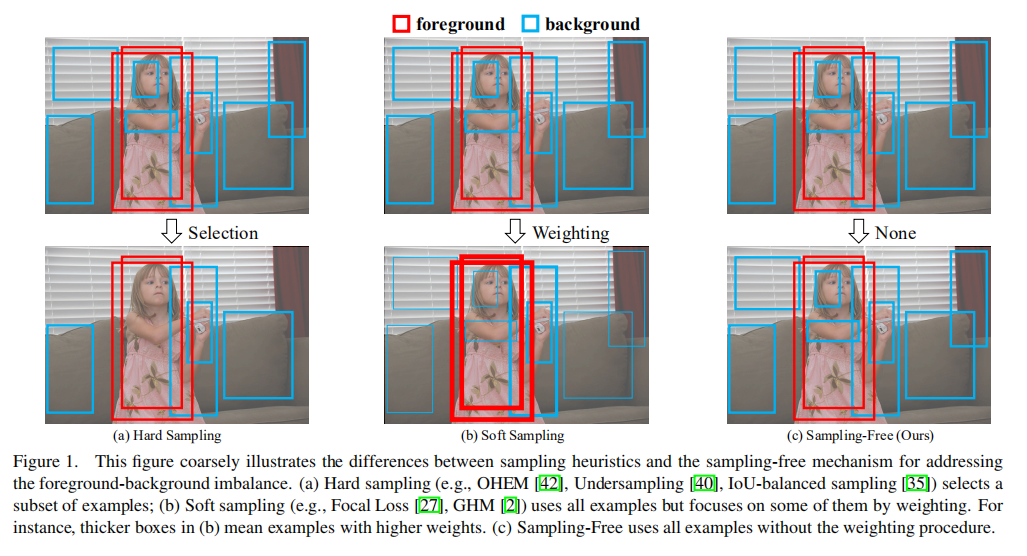 foreground background
Selection Weighting None
(a) Hard Sampling (b) Soft Sampling (c) Sampling-Free (Ours)
Figure 1. This figure coarsely illustrates the differences between sampling heuristics and the sampling-free mechanism for addressing
the foreground-background imbalance. (a) Hard sampling (e.g., OHEM [42], Undersampling [40], IoU-balanced sampling [35]) selects a
subset of examples; (b) Soft sampling (e.g., Focal Loss [27], GHM [2]) uses all examples but focuses on some of them by weighting. For
instance, thicker boxes in (b) mean examples with higher weights. (c) Sampling-Free uses all examples without the weighting procedure.